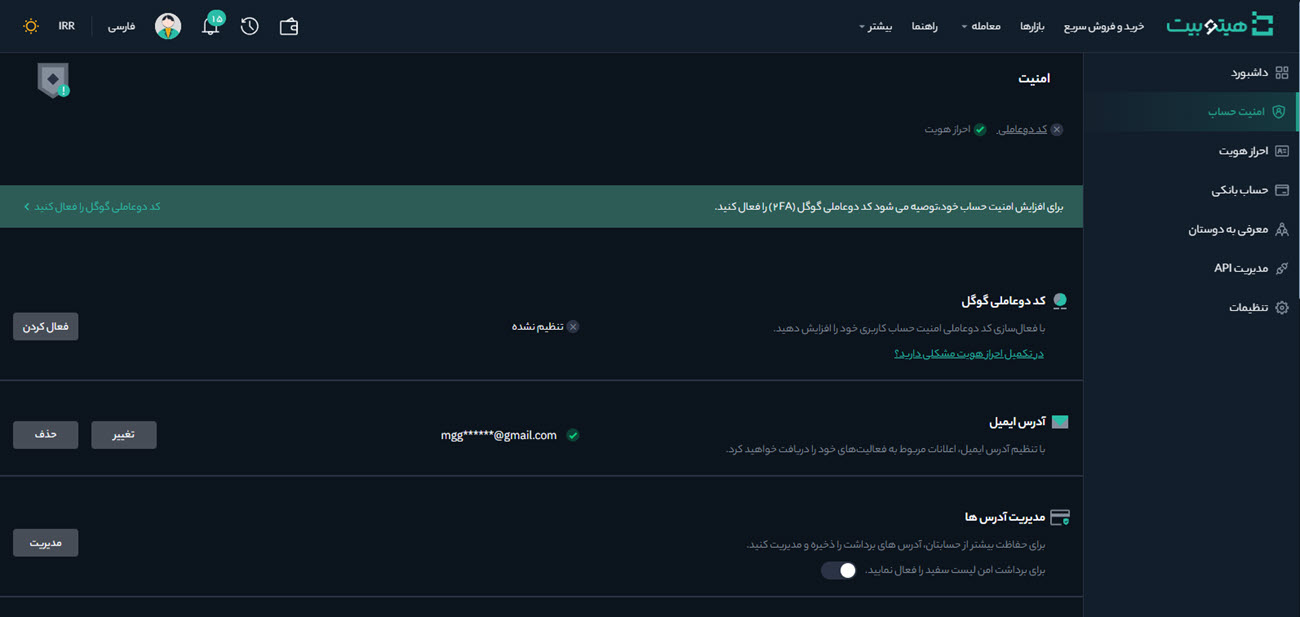 هیتوبیت
خرید و فروش سریع
بازارها
معامله
راهنما
بیشتر
۱۵
فارسی
IRR
داشبورد
امنیت حساب
احراز هویت
حساب بانکی
معرفی به دوستان
مدیریت API
تنظیمات
امنیت
کد دوعاملی
احراز هویت
برای افزایش امنیت حساب خود،توصیه می شود کد دوعاملی گوگل (۲FA) را فعال کنید.
کد دوعاملی گوگل را فعال کنید
کد دوعاملی گوگل
با فعال‌سازی کد دوعاملی امنیت حساب کاربری خود را افزایش دهید.
در تکمیل احراز هویت مشکلی دارید؟
تنظیم نشده
فعال کردن
آدرس ایمیل
با تنظیم آدرس ایمیل، اعلانات مربوط به فعالیت‌های خود را دریافت خواهید کرد.
mgg******@gmail.com
تغییر
حذف
مدیریت آدرس ها
برای حفاظت بیشتر از حسابتان، آدرس های برداشت را ذخیره و مدیریت کنید.
برای برداشت امن لیست سفید را فعال نمایید.
مدیریت